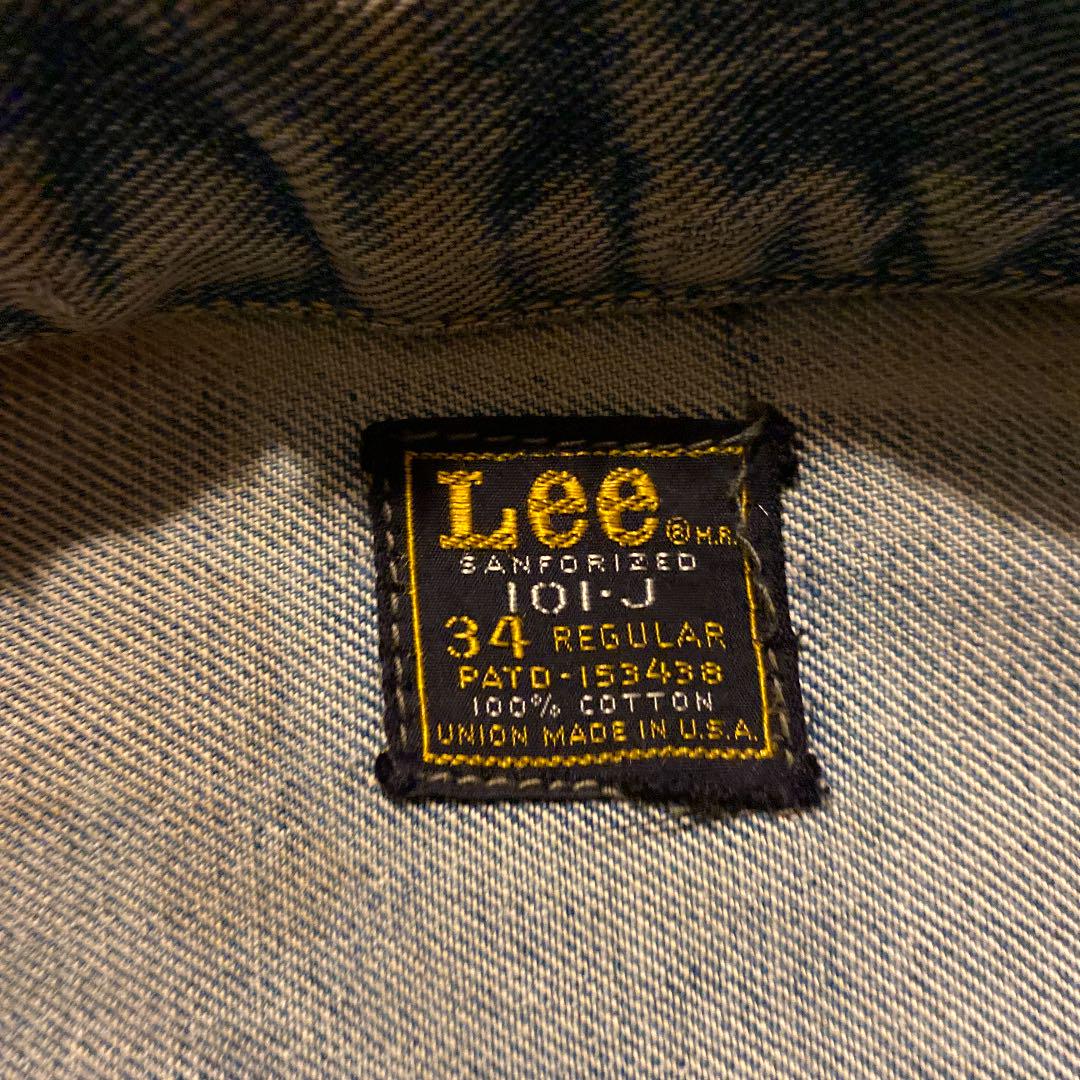 Lee ® M.R.
SANFORIZED
101-J
34 REGULAR
PATD-153438
100% COTTON
UNION MADE IN U.S.A.